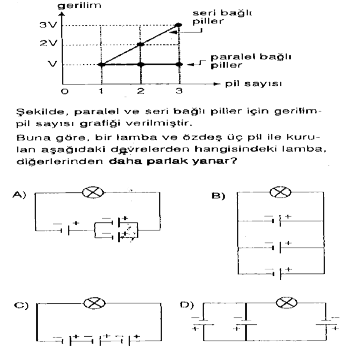 gerilim
3V
2V
V
seri bağlı
piller
paralel bağlı
piller
0 1 2 3
pil sayısı
Şekilde, paralel ve seri bağlı piller için gerilim-
pil sayısı grafiği verilmiştir.
Buna göre, bir lamba ve özdeş üç pil ile kuru-
lan aşağıdaki devrelerden hangisindeki lamba,
diğerlerinden daha parlak yanar?
A)
- +
- +
- +
B)
- +
- +
- +
C)
- + - + - +
D)
- + - + - +